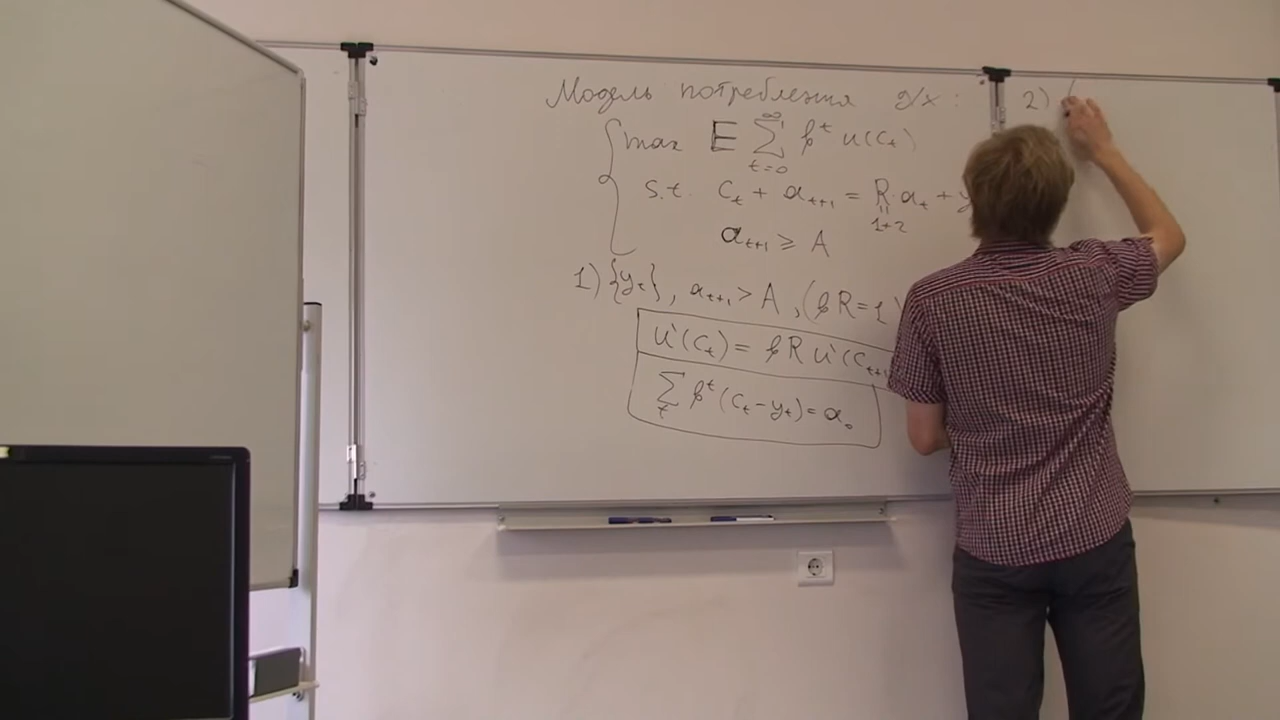 Модель потребления д/х :
max E ∑_{t=0}^{∞} β^t u(c_t)
s.t. c_t + a_{t+1} = R a_t + y
1+r
a_{t+1} ≥ A
1) {y_t}, a_{t+1} > A, (βR=1)
u'(c_t) = βR u'(c_{t+1}
∑_t β^t (c_t - y_t) = a_0
2)